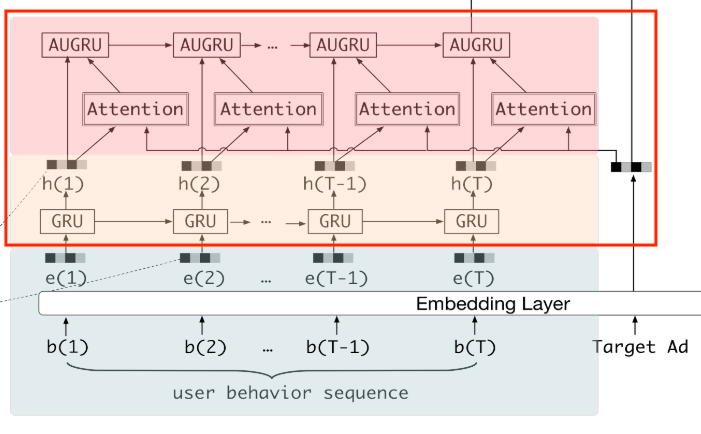 AUGRU AUGRU ... AUGRU AUGRU
Attention Attention Attention Attention
h(1) h(2) h(T-1) h(T)
GRU GRU ... GRU GRU
e(1) e(2) ... e(T-1) e(T)
Embedding Layer
b(1) b(2) ... b(T-1) b(T) Target Ad
user behavior sequence